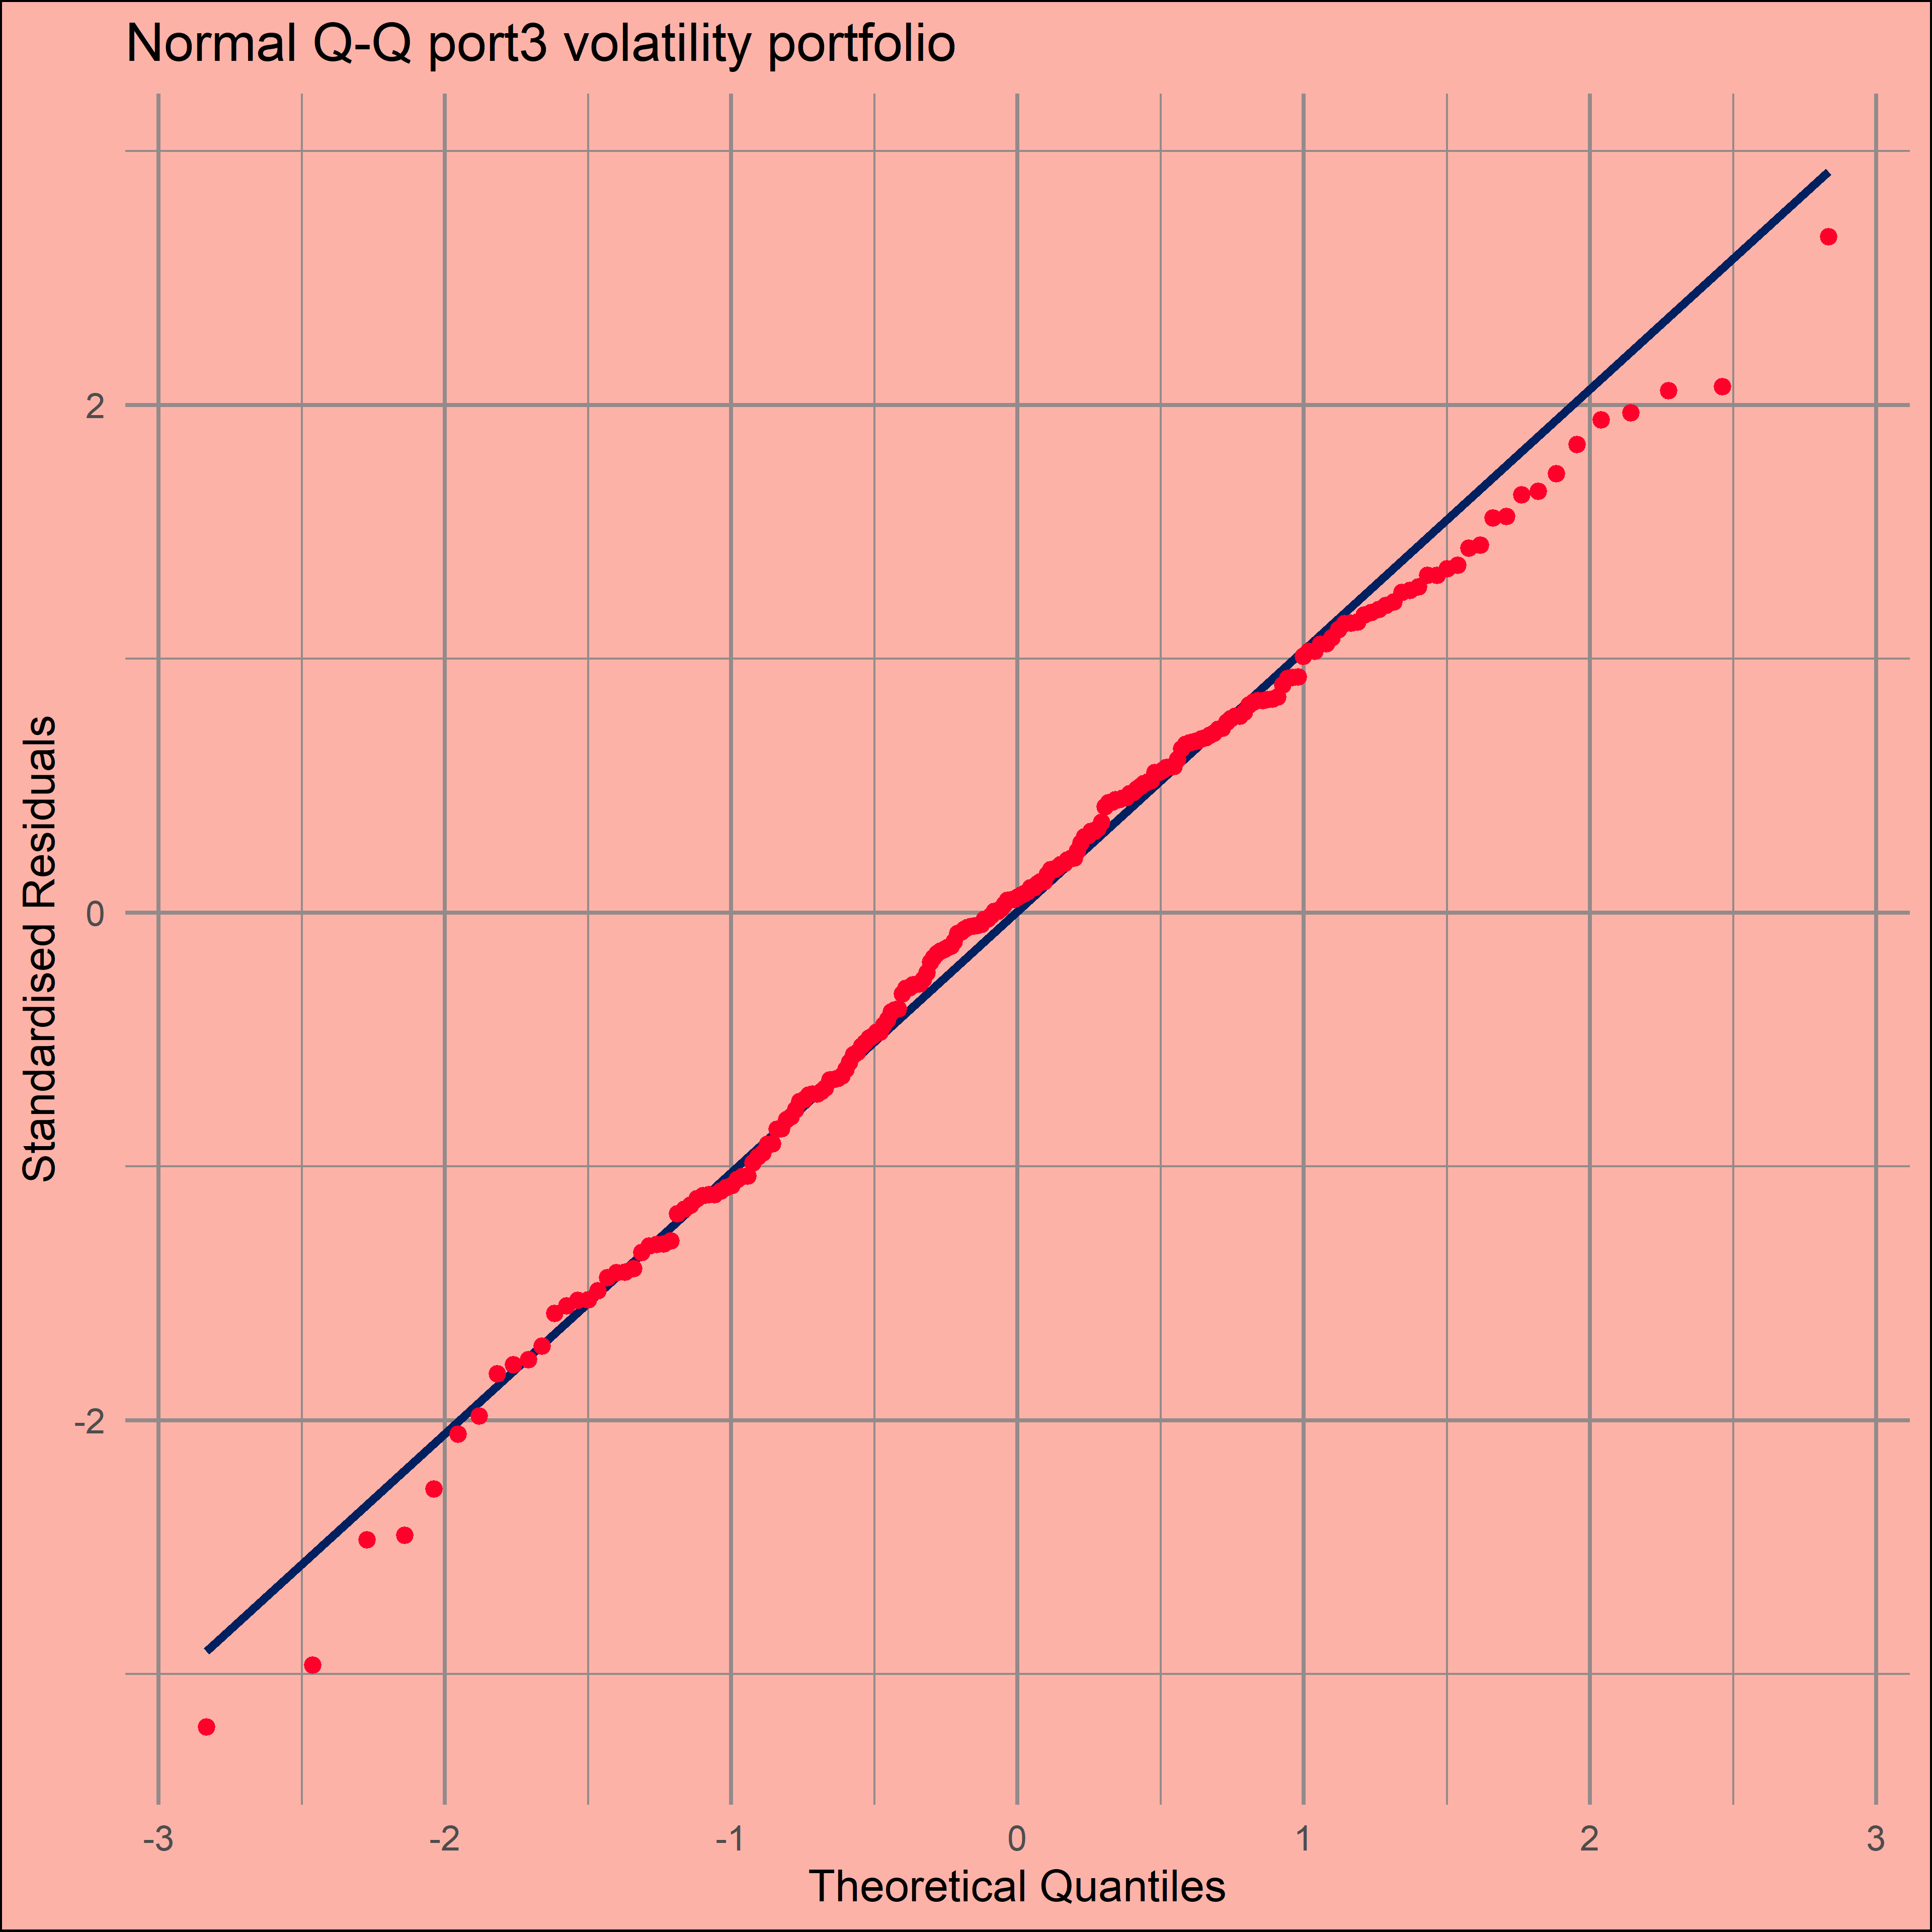 Normal Q-Q port3 volatility portfolio
Standardised Residuals
2
0
-2
-3 -2 -1 0 1 2 3
Theoretical Quantiles